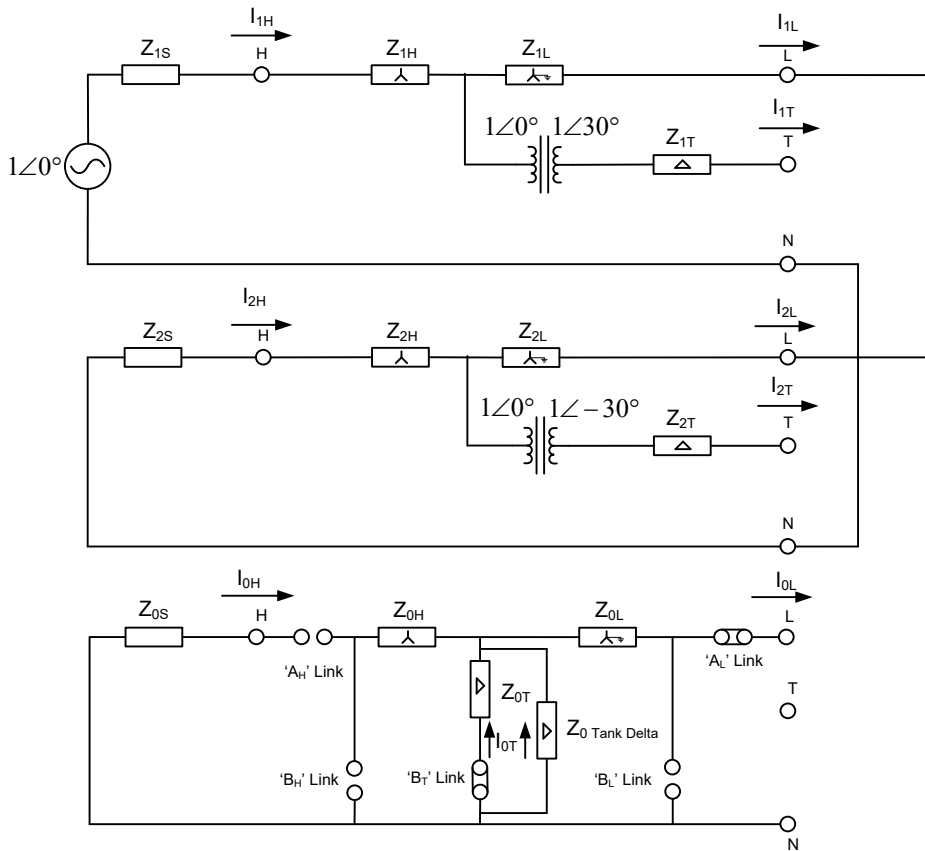 I1H
I1L
Z1S
H
Z1H
Z1L
L
I1T
1∠0°
1∠30°
Z1T
T
1∠0°
N
I2H
I2L
Z2S
H
Z2H
Z2L
L
I2T
1∠0°
1∠−30°
Z2T
T
N
I0H
I0L
Z0S
H
Z0H
Z0L
L
'AH' Link
'AL' Link
Z0T
T
I0T
Z0 Tank Delta
'BH' Link
'BT' Link
'BL' Link
N